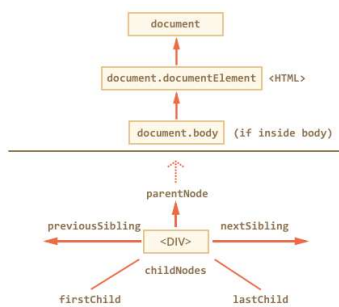 document
document.documentElement <HTML>
document.body (if inside body)
parentNode
previousSibling nextSibling
<DIV>
childNodes
firstChild lastChild